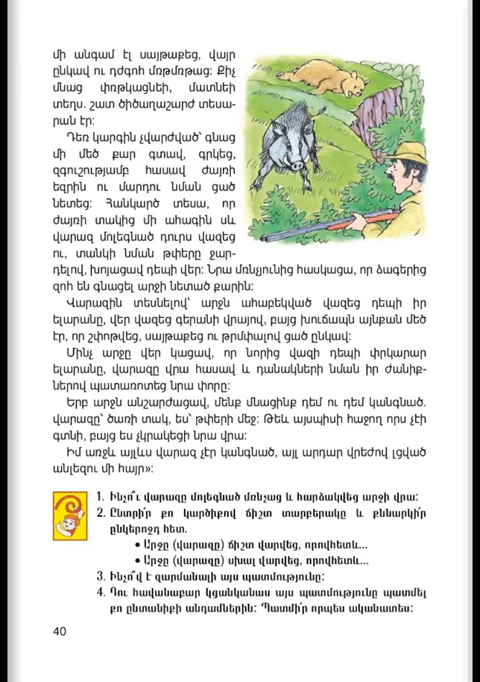 մի անգամ էլ սայթաքեց, վայր
ընկավ ու դժգոհ մռթմռթաց: Քիչ
մնաց փռթկացնեի, մատնեի
տեղս. շատ ծիծաղաշարժ տեսա-
րան էր:
Դեռ կարգին չվարժված՝ գնաց
մի մեծ քար գտավ, գրկեց,
զգուշությամբ հասավ ժայռի
եզրին ու մարդու նման ցած
նետեց: Հանկարծ տեսա, որ
ժայռի տակից մի ահագին սև
վարազ մոլեգնած դուրս վազեց
ու, տանկի նման թփերը ջար-
դելով, խոյացավ դեպի վեր: Նրա մռնչյունից հասկացա, որ ձագերից
զոհ են գնացել արջի նետած քարին:
Վարազին տեսնելով՝ արջն ահաբեկված վազեց դեպի իր
ելարանը, վեր վազեց գերանի վրայով, բայց խուճապն այնքան մեծ
էր, որ շփոթվեց, սայթաքեց ու թրմփալով ցած ընկավ:
Մինչ արջը վեր կացավ, որ նորից վազի դեպի փրկարար
ելարանը, վարազը վրա հասավ և դանակների նման իր ժանիք-
ներով պատառոտեց նրա փորը:
Երբ արջն անշարժացավ, մենք մնացինք դեմ ու դեմ կանգնած.
վարազը՝ ծառի տակ, ես՝ թփերի մեջ: Թեև այսպիսի հաջող որս չէի
գտնի, բայց ես չկրակեցի նրա վրա:
Իմ առջև այլևս վարազ չէր կանգնած, այլ արդար վրեժով լցված
անլեզու մի հայր»:
1. Ինչո՞ւ վարազը մոլեգնած մռնչաց և հարձակվեց արջի վրա:
2. Ընտրի՛ր քո կարծիքով ճիշտ տարբերակը և քննարկի՛ր
ընկերոջդ հետ.
• Արջը (վարազը) ճիշտ վարվեց, որովհետև...
• Արջը (վարազը) սխալ վարվեց, որովհետև...
3. Ինչո՞վ է զարմանալի այս պատմությունը:
4. Դու հավանաբար կցանկանաս այս պատմությունը պատմել
քո ընտանիքի անդամներին: Պատմի՛ր որպես ականատես:
40